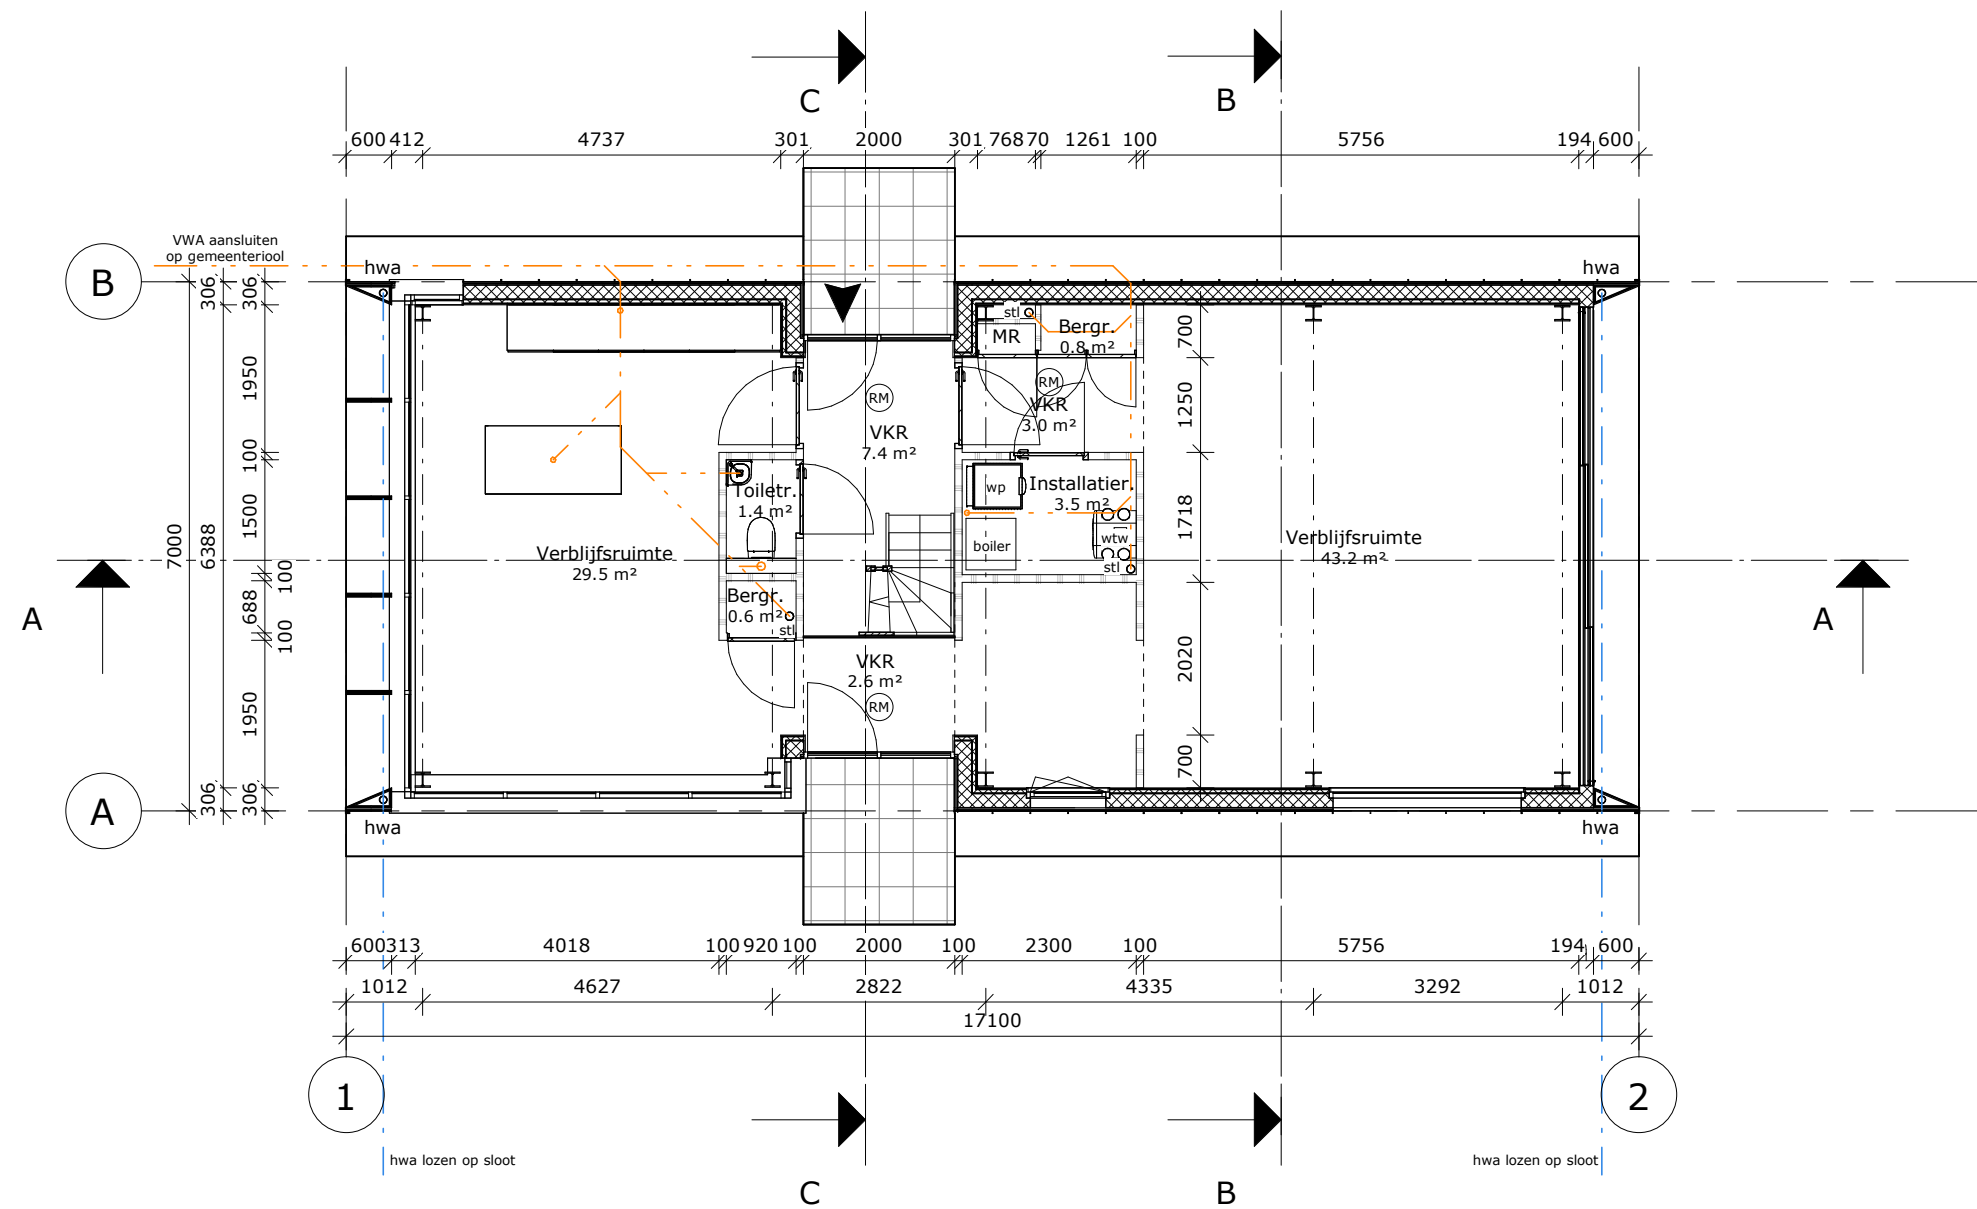 C
B
600 412 4737 301 2000 301 768 70 1261 100 5756 194 600
VWA aansluiten
op gemeenteriool
hwa
hwa
B
306 306
stl
Bergr.
0.8 m²
MR
700
RM
RM
1950
VKR
3.0 m²
1250
VKR
7.4 m²
100
Toiletr.
1.4 m²
wp
Installatier.
3.5 m²
1500
1718
7000
6388
wtw
boiler
stl
Verblijfsruimte
29.5 m²
Verblijfsruimte
43.2 m²
100
Bergr.
0.6 m²
stl
688
A
A
100
VKR
2.6 m²
2020
RM
1950
700
306 306
A
hwa
hwa
600 313 4018 100 920 100 2000 100 2300 100 5756 194 600
1012 4627 2822 4335 3292 1012
17100
1
2
hwa lozen op sloot
hwa lozen op sloot
C
B